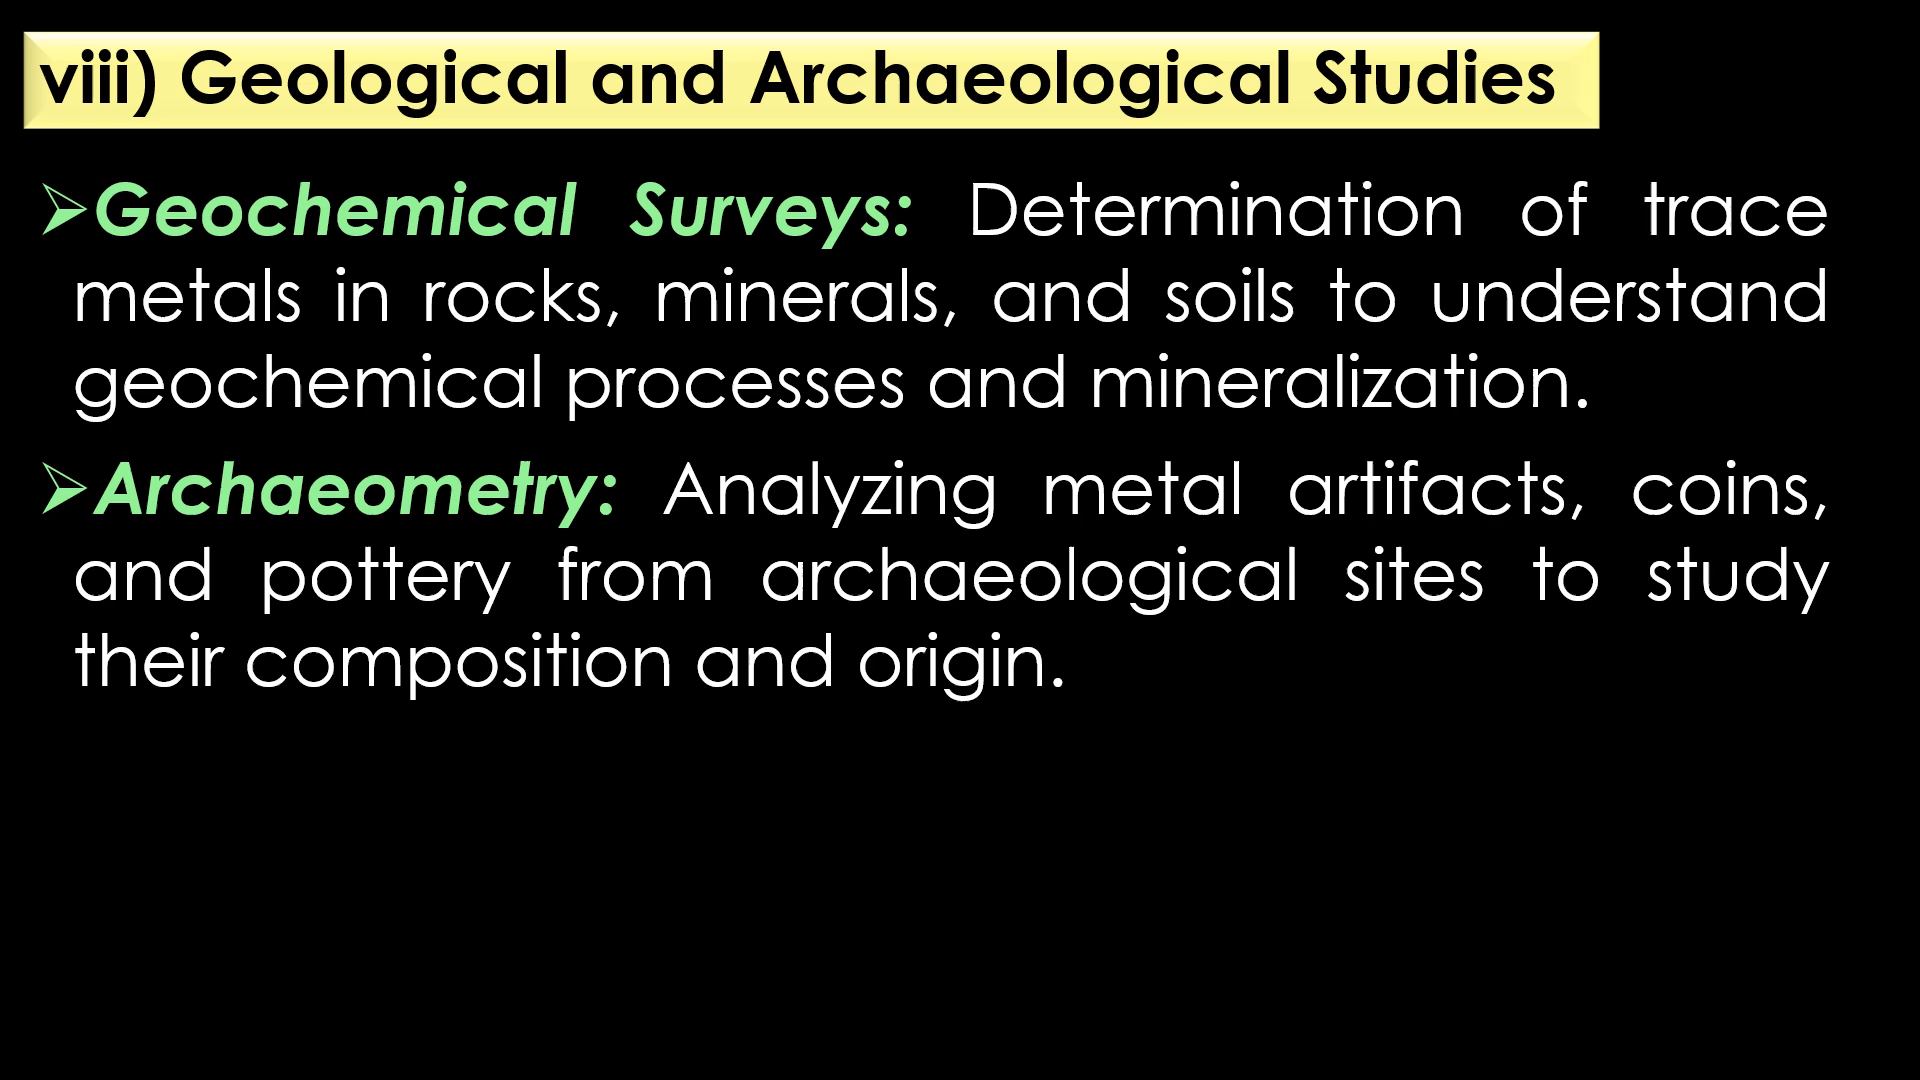 viii) Geological and Archaeological Studies
➢Geochemical Surveys: Determination of trace
metals in rocks, minerals, and soils to understand
geochemical processes and mineralization.
➢Archaeometry: Analyzing metal artifacts, coins,
and pottery from archaeological sites to study
their composition and origin.